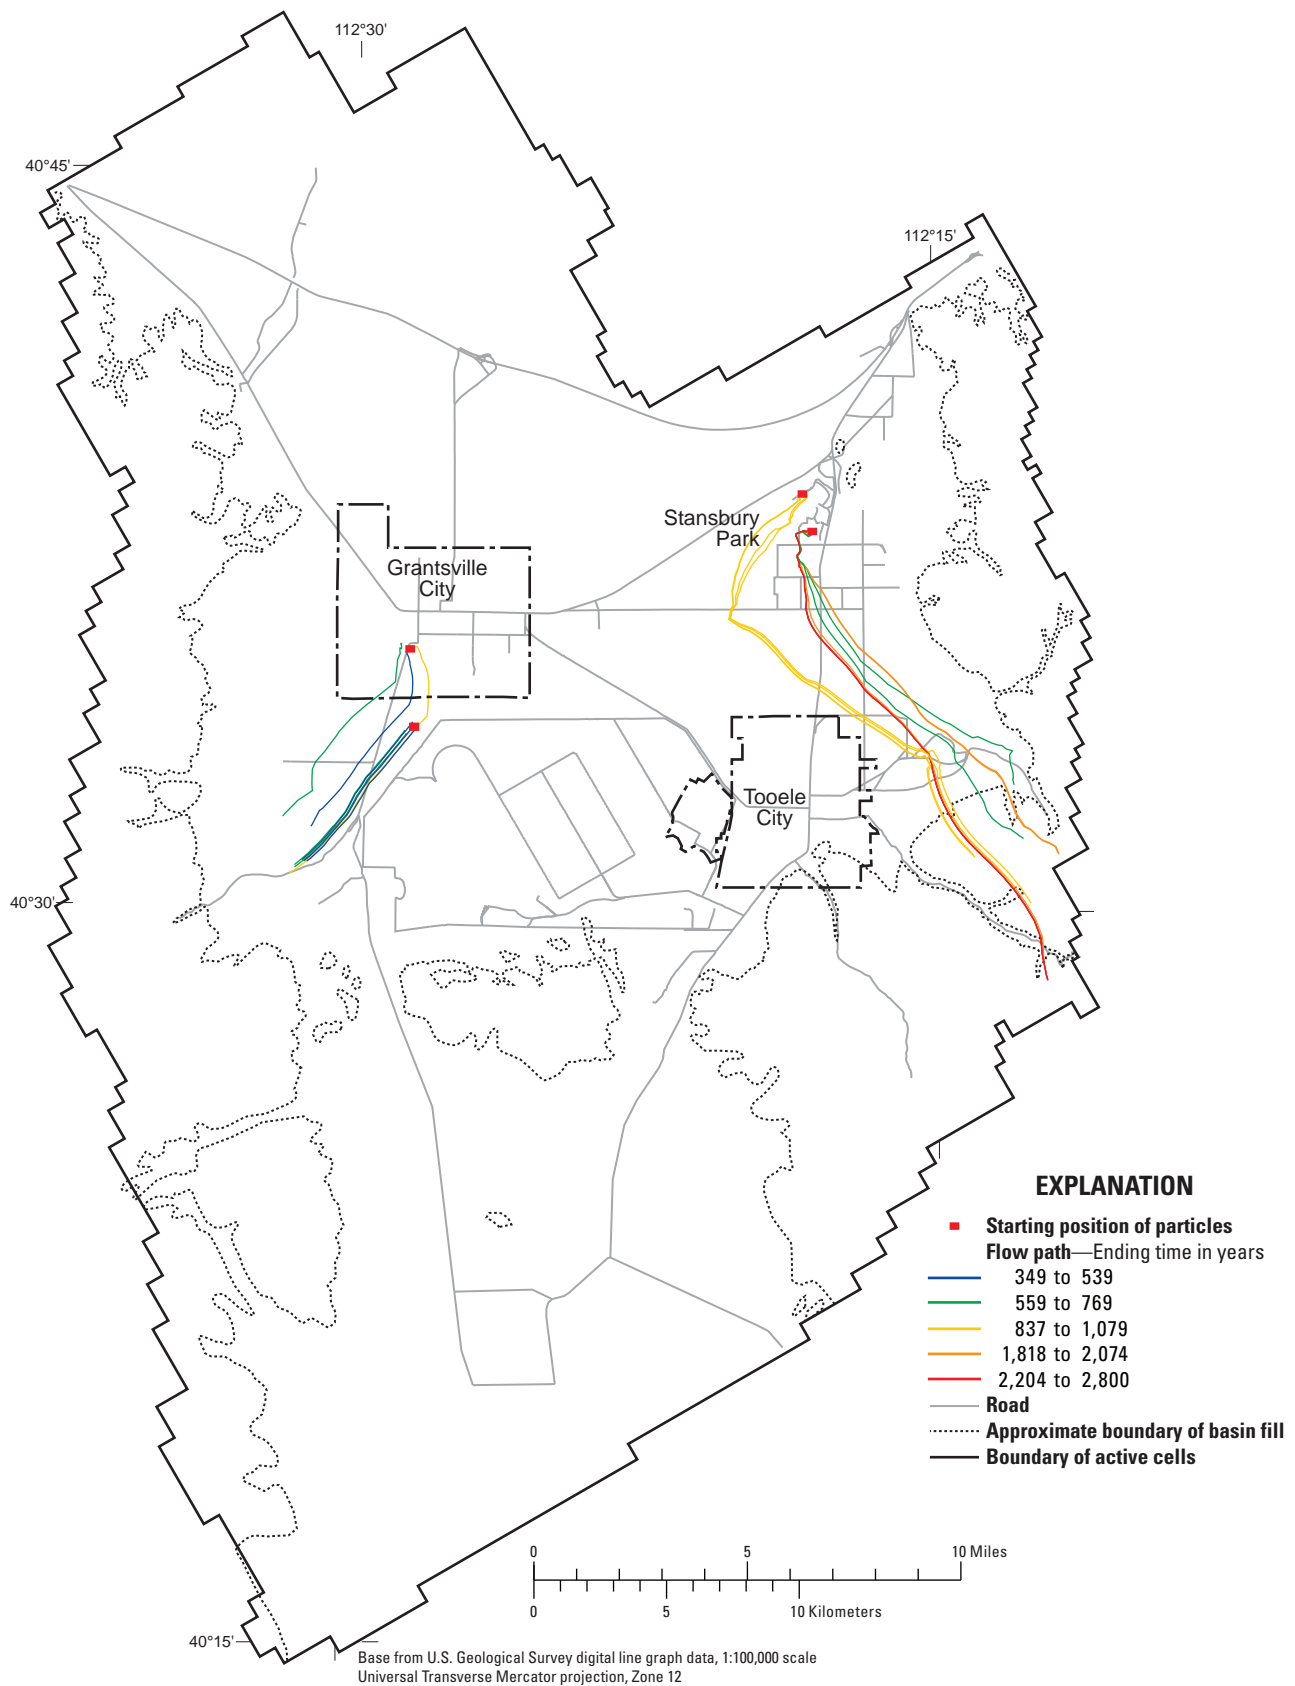 112°30'
40°45'
112°15'
Stansbury
Park
Grantsville
City
Tooele
City
40°30'
EXPLANATION
Starting position of particles
Flow path—Ending time in years
349 to 539
559 to 769
837 to 1,079
1,818 to 2,074
2,204 to 2,800
Road
Approximate boundary of basin fill
Boundary of active cells
0 5 10 Miles
0 5 10 Kilometers
40°15'
Base from U.S. Geological Survey digital line graph data, 1:100,000 scale
Universal Transverse Mercator projection, Zone 12